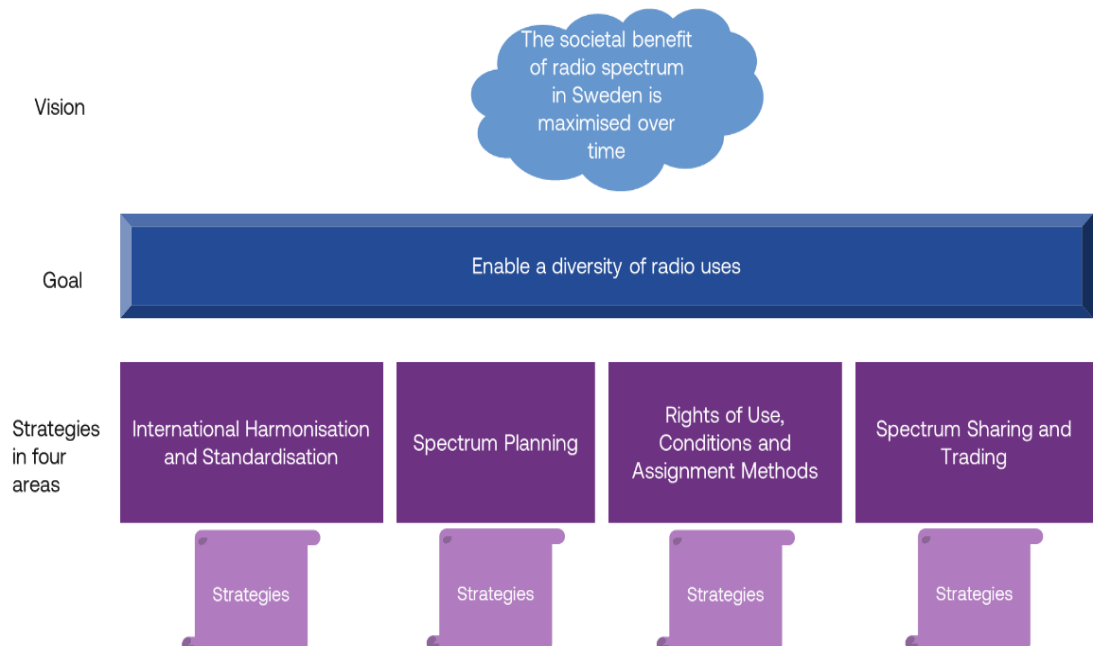 Vision
The societal benefit
of radio spectrum
in Sweden is
maximised over
time
Goal
Enable a diversity of radio uses
Strategies
in four
areas
International Harmonisation
and Standardisation
Spectrum Planning
Rights of Use,
Conditions and
Assignment Methods
Spectrum Sharing and
Trading
Strategies
Strategies
Strategies
Strategies